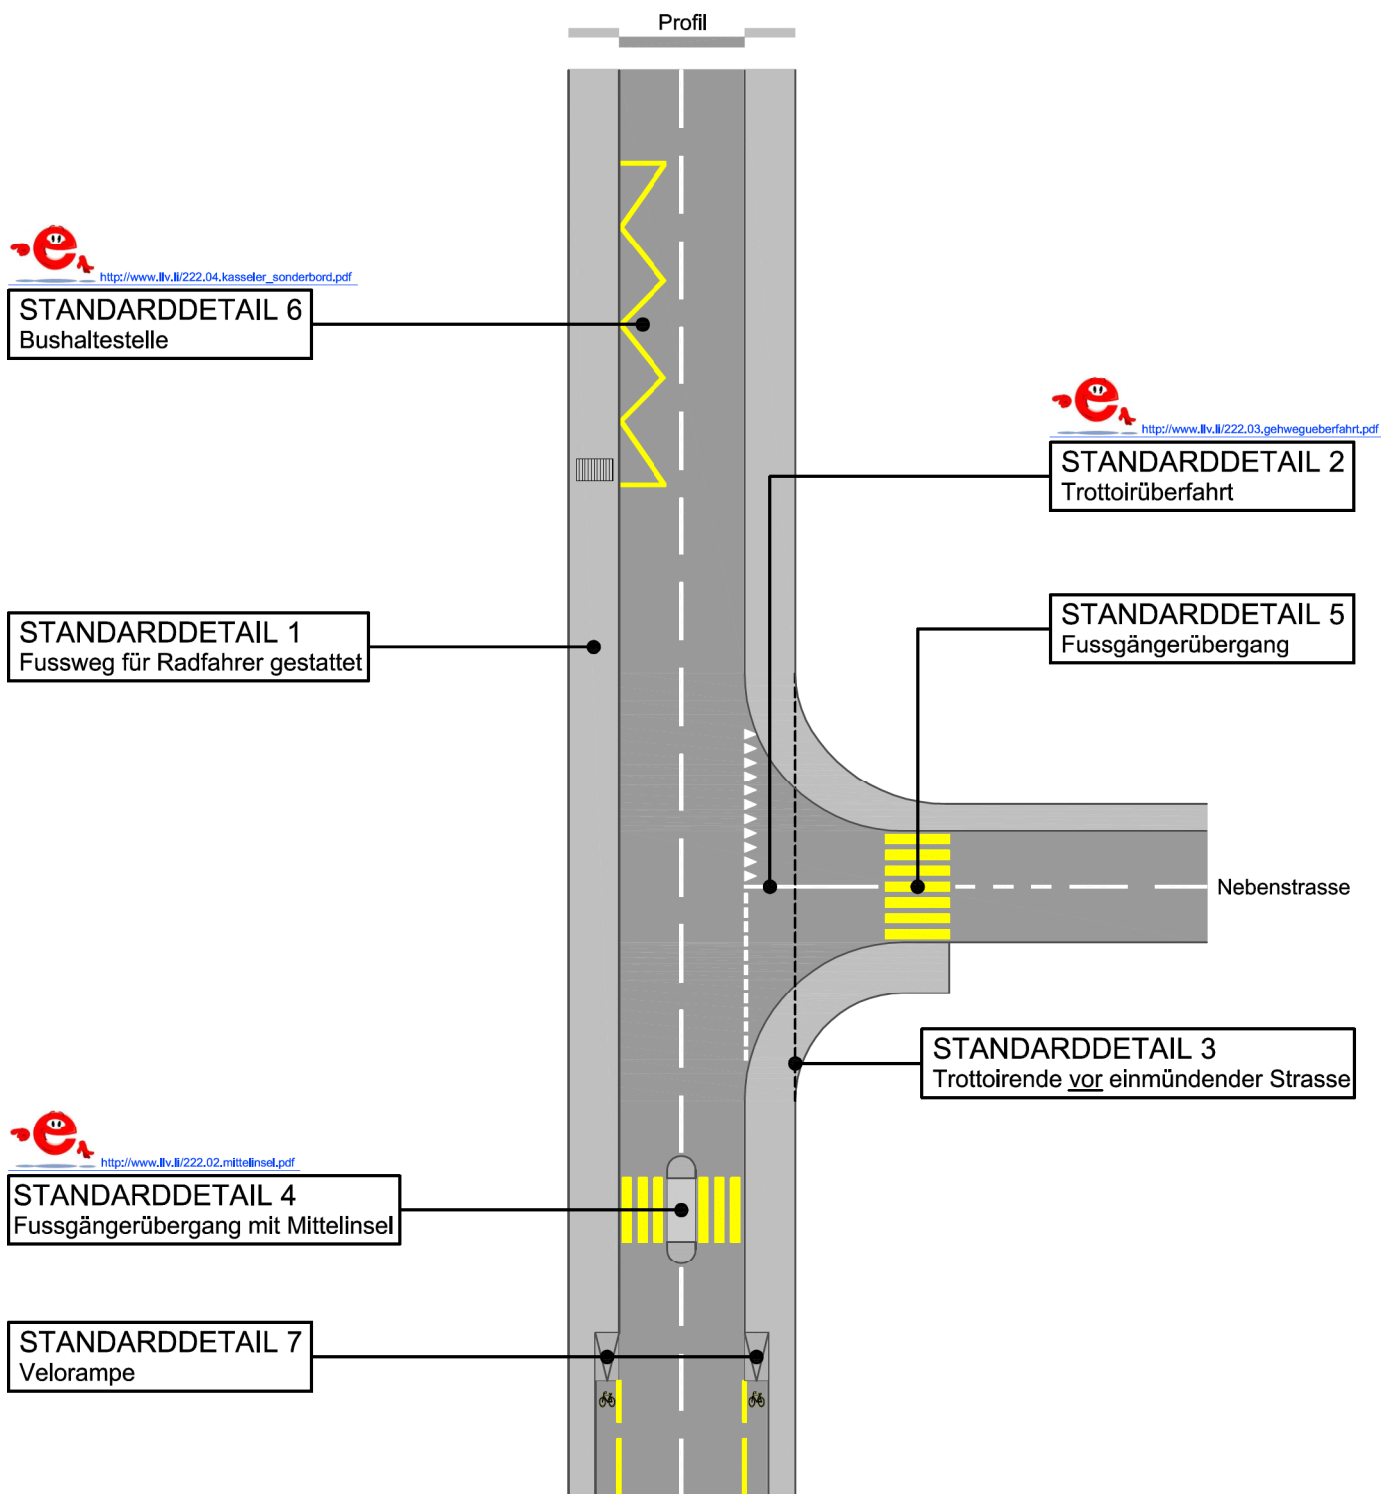 Profil
http://www.llv.li/222.04.kasseler_sonderbord.pdf
STANDARDDETAIL 6
Bushaltestelle
http://www.llv.li/222.03.gehwegueberfahrt.pdf
STANDARDDETAIL 2
Trottoirüberfahrt
STANDARDDETAIL 5
Fussgängerübergang
STANDARDDETAIL 1
Fussweg für Radfahrer gestattet
Nebenstrasse
STANDARDDETAIL 3
Trottoirende vor einmündender Strasse
http://www.llv.li/222.02.mittelinsel.pdf
STANDARDDETAIL 4
Fussgängerübergang mit Mittelinsel
STANDARDDETAIL 7
Velorampe